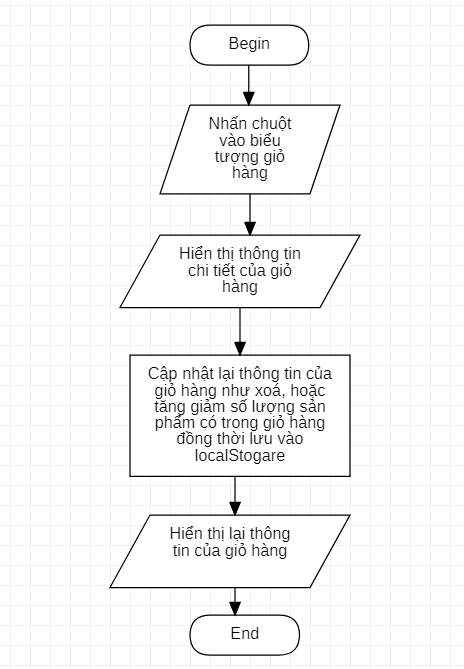 Begin
Nhấn chuột
vào biểu
tượng giỏ
hàng
Hiển thị thông tin
chi tiết của giỏ
hàng
Cập nhật lại thông tin của
giỏ hàng như xoá, hoặc
tăng giảm số lượng sản
phẩm có trong giỏ hàng
đồng thời lưu vào
localStogare
Hiển thị lại thông
tin của giỏ hàng
End